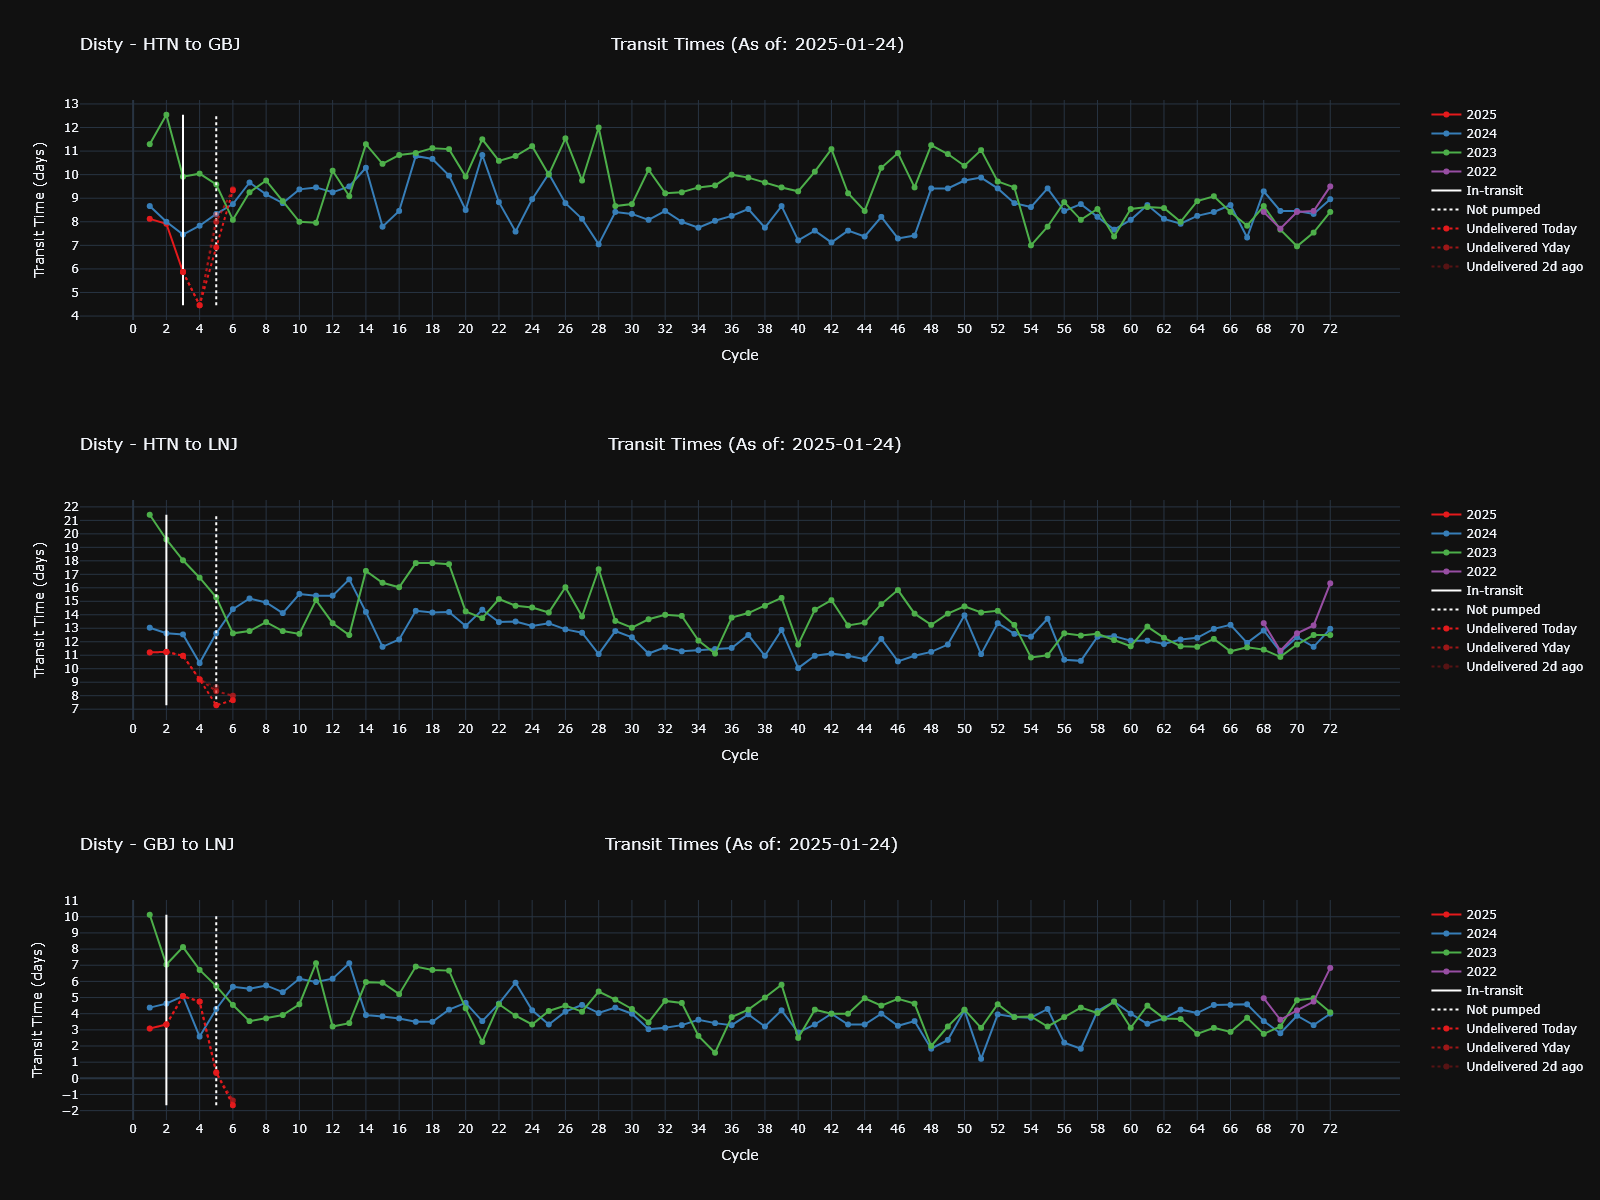 Disty - HTN to GBJ
Transit Times (As of: 2025-01-24)
Transit Time (days)
13
12
11
10
9
8
7
6
5
4
0 2 4 6 8 10 12 14 16 18 20 22 24 26 28 30 32 34 36 38 40 42 44 46 48 50 52 54 56 58 60 62 64 66 68 70 72
Cycle
2025
2024
2023
2022
In-transit
Not pumped
Undelivered Today
Undelivered Yday
Undelivered 2d ago
Disty - HTN to LNJ
Transit Times (As of: 2025-01-24)
Transit Time (days)
22
21
20
19
18
17
16
15
14
13
12
11
10
9
8
7
0 2 4 6 8 10 12 14 16 18 20 22 24 26 28 30 32 34 36 38 40 42 44 46 48 50 52 54 56 58 60 62 64 66 68 70 72
Cycle
2025
2024
2023
2022
In-transit
Not pumped
Undelivered Today
Undelivered Yday
Undelivered 2d ago
Disty - GBJ to LNJ
Transit Times (As of: 2025-01-24)
Transit Time (days)
11
10
9
8
7
6
5
4
3
2
1
0
−1
−2
0 2 4 6 8 10 12 14 16 18 20 22 24 26 28 30 32 34 36 38 40 42 44 46 48 50 52 54 56 58 60 62 64 66 68 70 72
Cycle
2025
2024
2023
2022
In-transit
Not pumped
Undelivered Today
Undelivered Yday
Undelivered 2d ago